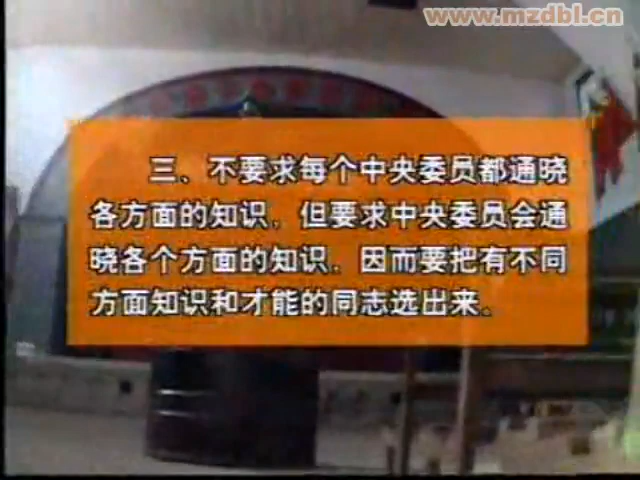 www.mzdbl.cn
三、不要求每个中央委员都通晓
各方面的知识，但要求中央委员会通
晓各个方面的知识，因而要把有不同
方面知识和才能的同志选出来。